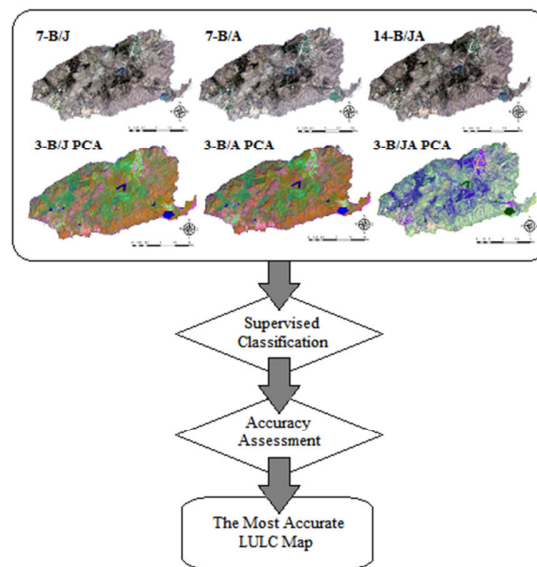 7-B/J 7-B/A 14-B/JA
3-B/J PCA 3-B/A PCA 3-B/JA PCA
Supervised
Classification
Accuracy
Assessment
The Most Accurate
LULC Map